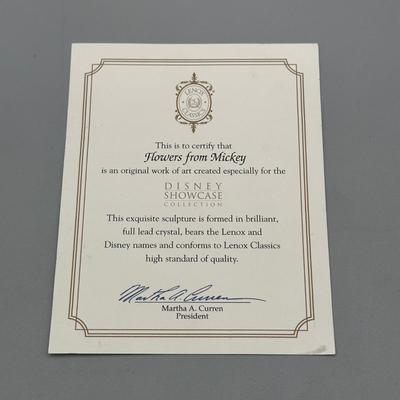 LENOX
CLASSICS
This is to certify that
Flowers from Mickey
is an original work of art created especially for the
DISNEY
SHOWCASE
COLLECTION
This exquisite sculpture is formed in brilliant,
full lead crystal, bears the Lenox and
Disney names and conforms to Lenox Classics
high standard of quality.
Martha A. Curren
Martha A. Curren
President